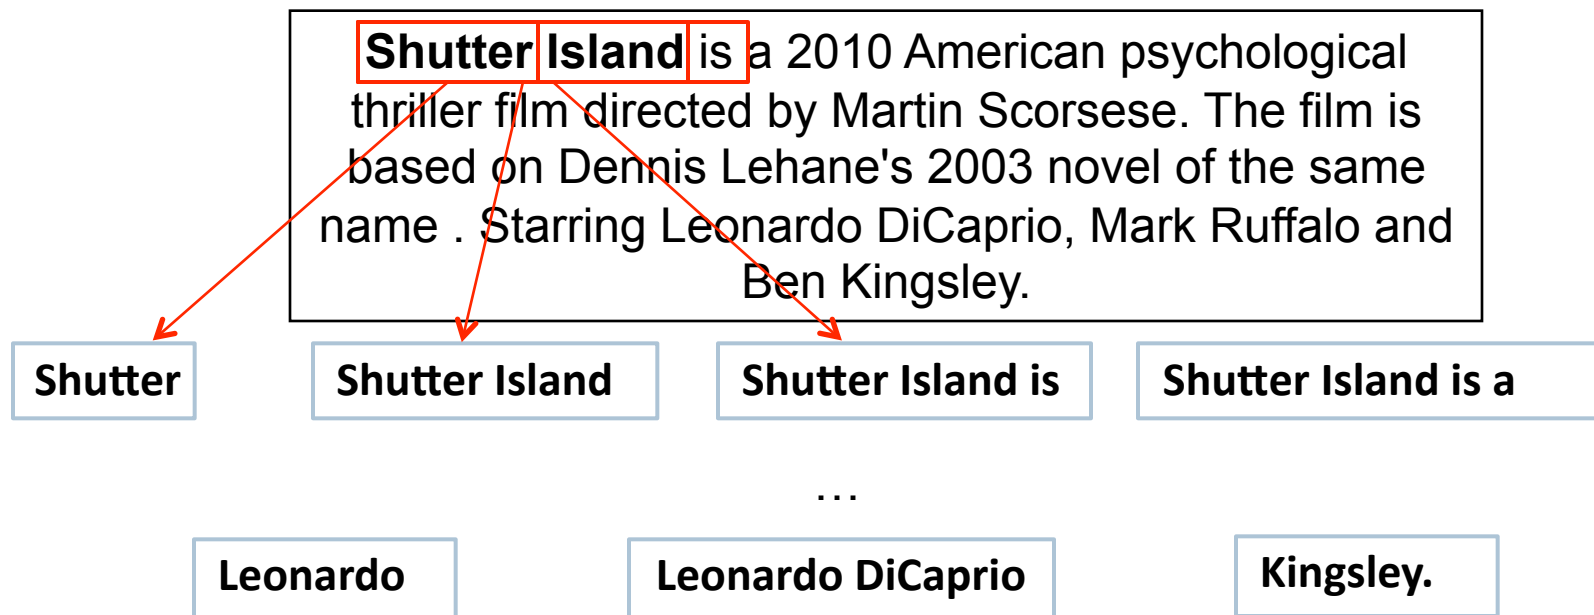 Shutter Island is a 2010 American psychological
thriller film directed by Martin Scorsese. The film is
based on Dennis Lehane's 2003 novel of the same
name . Starring Leonardo DiCaprio, Mark Ruffalo and
Ben Kingsley.
Shutter
Shutter Island
Shutter Island is
Shutter Island is a
...
Leonardo
Leonardo DiCaprio
Kingsley.